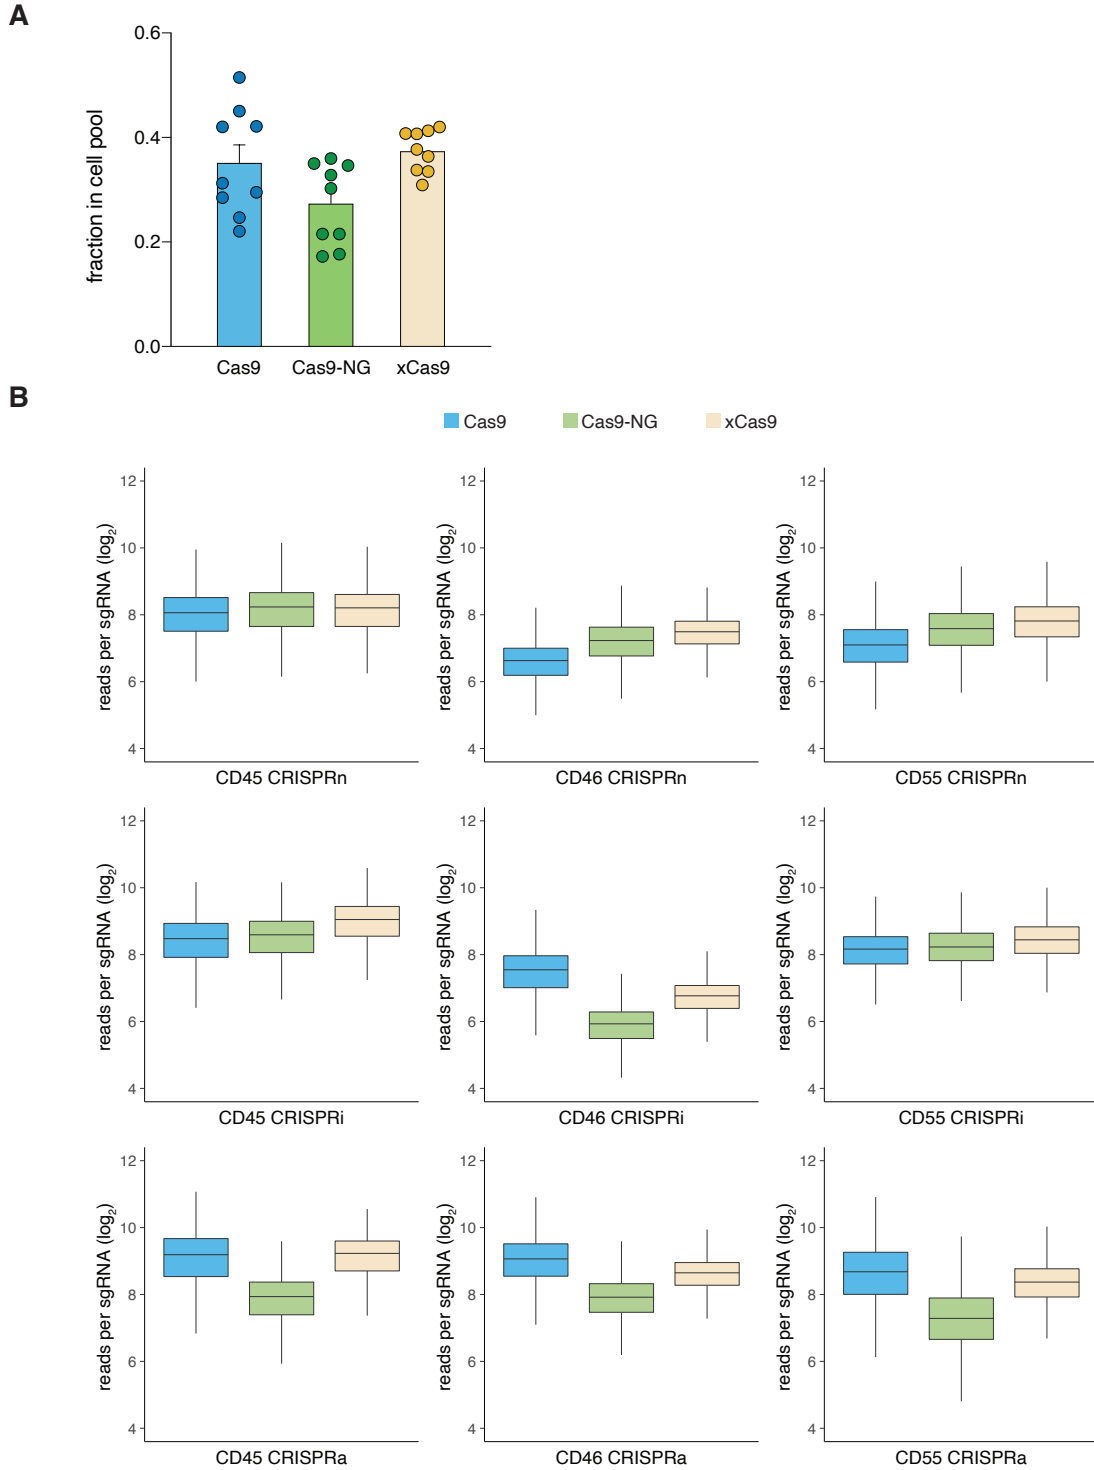 A
0.6
0.4
0.2
0.0
fraction in cell pool
Cas9 Cas9-NG xCas9
B
Cas9 Cas9-NG xCas9
12
10
8
6
4
reads per sgRNA (log2)
CD45 CRISPRn
12
10
8
6
4
reads per sgRNA (log2)
CD46 CRISPRn
12
10
8
6
4
reads per sgRNA (log2)
CD55 CRISPRn
12
10
8
6
4
reads per sgRNA (log2)
CD45 CRISPRi
12
10
8
6
4
reads per sgRNA (log2)
CD46 CRISPRi
12
10
8
6
4
reads per sgRNA (log2)
CD55 CRISPRi
12
10
8
6
4
reads per sgRNA (log2)
CD45 CRISPRa
12
10
8
6
4
reads per sgRNA (log2)
CD46 CRISPRa
12
10
8
6
4
reads per sgRNA (log2)
CD55 CRISPRa